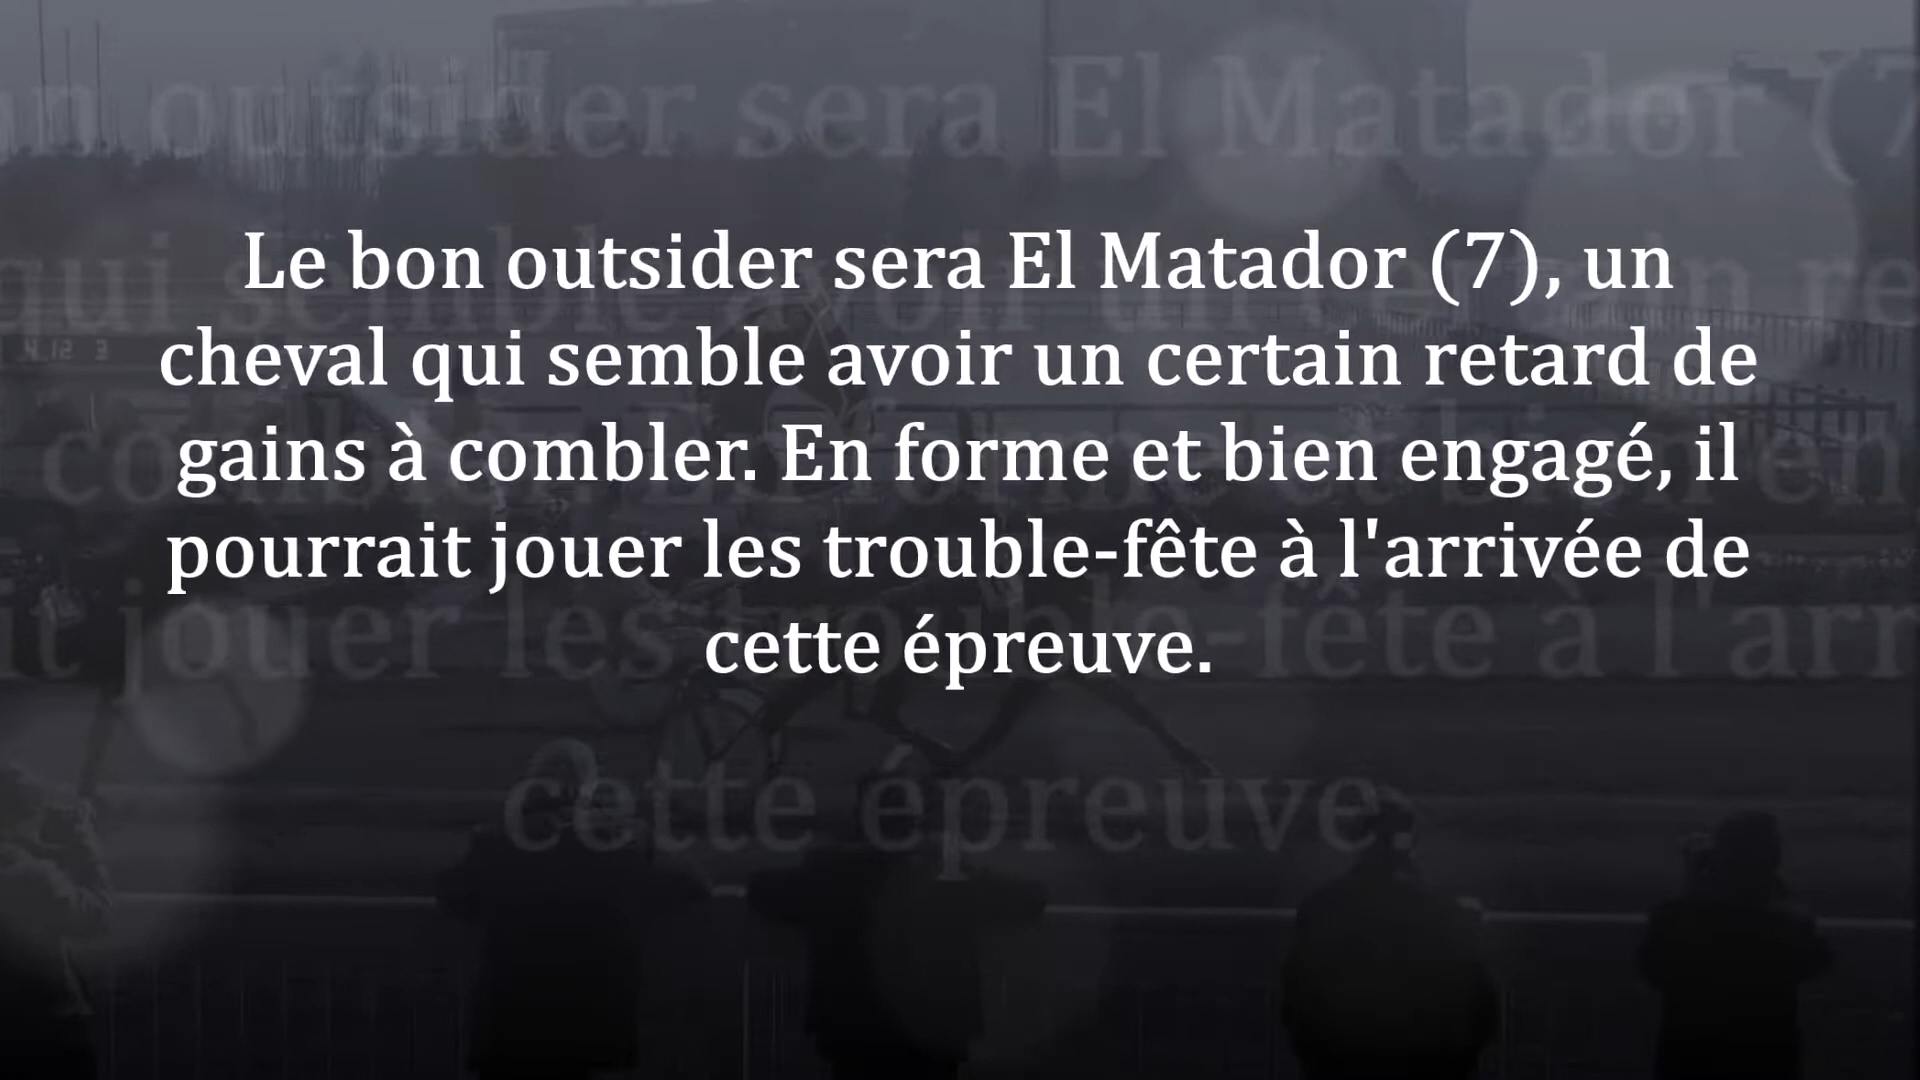 Le bon outsider sera El Matador (7), un
cheval qui semble avoir un certain retard de
gains à combler. En forme et bien engagé, il
pourrait jouer les trouble-fête à l'arrivée de
cette épreuve.